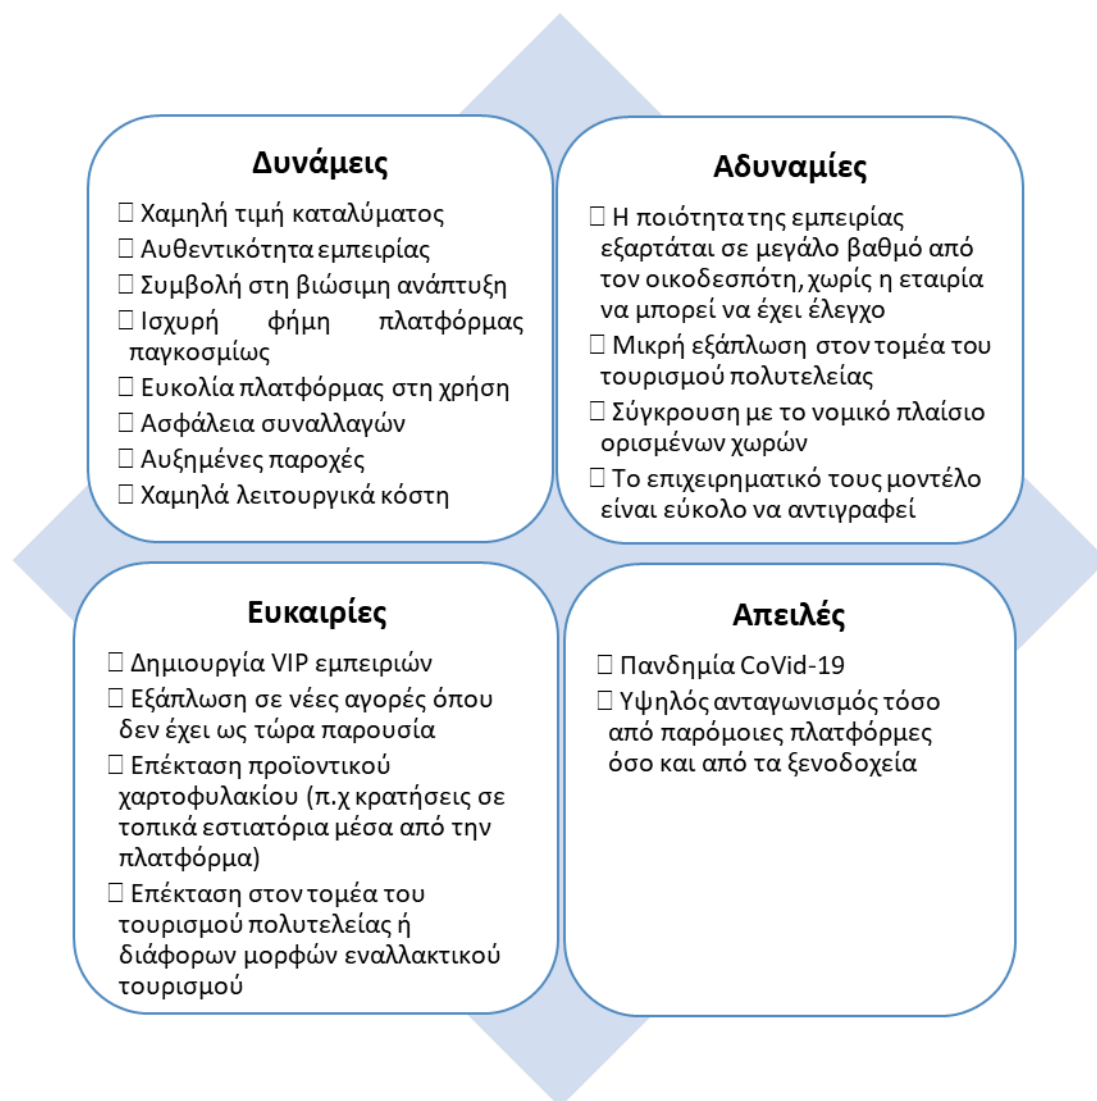 Δυνάμεις
□ Χαμηλή τιμή καταλύματος
□ Αυθεντικότητα εμπειρίας
□ Συμβολή στη βιώσιμη ανάπτυξη
□ Ισχυρή φήμη πλατφόρμας
παγκοσμίως
□ Ευκολία πλατφόρμας στη χρήση
□ Ασφάλεια συναλλαγών
□ Αυξημένες παροχές
□ Χαμηλά λειτουργικά κόστη
Αδυναμίες
□ Η ποιότητα της εμπειρίας
εξαρτάται σε μεγάλο βαθμό από
τον οικοδεσπότη, χωρίς η εταιρία
να μπορεί να έχει έλεγχο
□ Μικρή εξάπλωση στον τομέα του
τουρισμού πολυτελείας
□ Σύγκρουση με το νομικό πλαίσιο
ορισμένων χωρών
□ Το επιχειρηματικό τους μοντέλο
είναι εύκολο να αντιγραφεί
Ευκαιρίες
□ Δημιουργία VIP εμπειριών
□ Εξάπλωση σε νέές αγορές όπου
δεν έχει ως τώρα παρουσία
□ Επέκταση προϊοντικού
χαρτοφυλακίου (π.χ κρατήσεις σε
τοπικά εστιατόρια μέσα από την
πλατφόρμα)
□ Επέκταση στον τομέα του
τουρισμού πολυτελείας ή
διάφορων μορφών εναλλακτικού
τουρισμού
Απειλές
□ Πανδημία CoVid-19
□ Υψηλός ανταγωνισμός τόσο
από παρόμοιες πλατφόρμες
όσο και από τα ξενοδοχεία